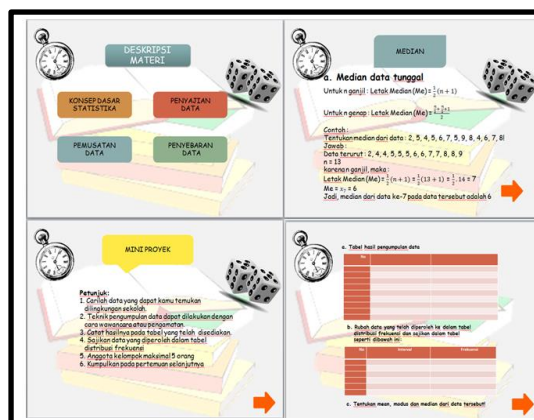 DESKRIPSI
MATERI
KONSEP DASAR
STATISTIKA
PENYAJIAN
DATA
PEMUSATAN
DATA
PENYEBARAN
DATA
MEDIAN
a. Median data tunggal
Untuk n ganjil : Letak Median (Me) = 1/2 (n + 1)
Untuk n genap : Letak Median (Me) =
Contoh :
Tentukan median dari data : 2, 5, 4, 5, 6, 7, 5, 9, 8, 4, 6, 7, 8!
Jawab :
Data terurut : 2, 4, 4, 5, 5, 5, 6, 6, 7, 7, 8, 8, 9
n = 13
karenan ganjil, maka :
Letak Median (Me) = 1/2 (n + 1) = 1/2 (13 + 1) = 1/2 . 14 = 7
Me = x7 = 6
Jadi, median dari data ke-7 pada data tersebut adalah 6
MINI PROYEK
Petunjuk:
1. Carilah data yang dapat kamu temukan
dilingkungan sekolah.
2. Teknik pengumpulan data dapat dilakukan dengan
cara wawancara atau pengamatan.
3. Catat hasilnya pada tabel yang telah disediakan.
4. Sajikan data yang diperoleh dalam tabel
distribusi frekuensi
5. Anggota kelompok maksimal 5 orang
6. Kumpulkan pada pertemuan selanjutnya
a. Tabel hasil pengumpulan data
No
b. Rubah data yang telah diperoleh ke dalam tabel
distribusi frekuensi dan sajikan dalam tabel
seperti dibawah ini:
No Interval Frekuensi
c. Tentukan mean, modus dan median dari data tersebut!